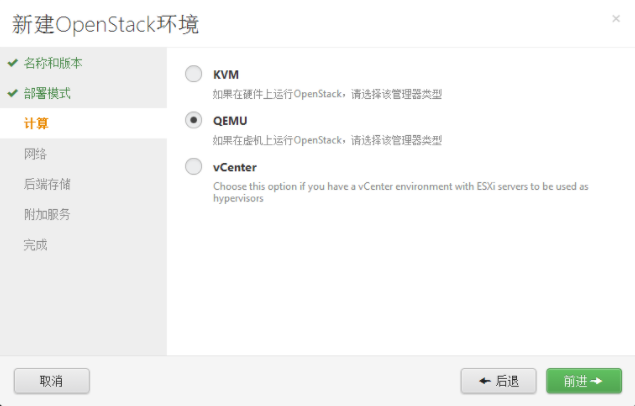 新建OpenStack环境
×
名称和版本
部署模式
计算
网络
后端存储
附加服务
完成
KVM
如果在硬件上运行OpenStack，请选择该管理器类型
QEMU
如果在虚机上运行OpenStack，请选择该管理器类型
vCenter
Choose this option if you have a vCenter environment with ESXi servers to be used as
hypervisors
取消
后退
前进